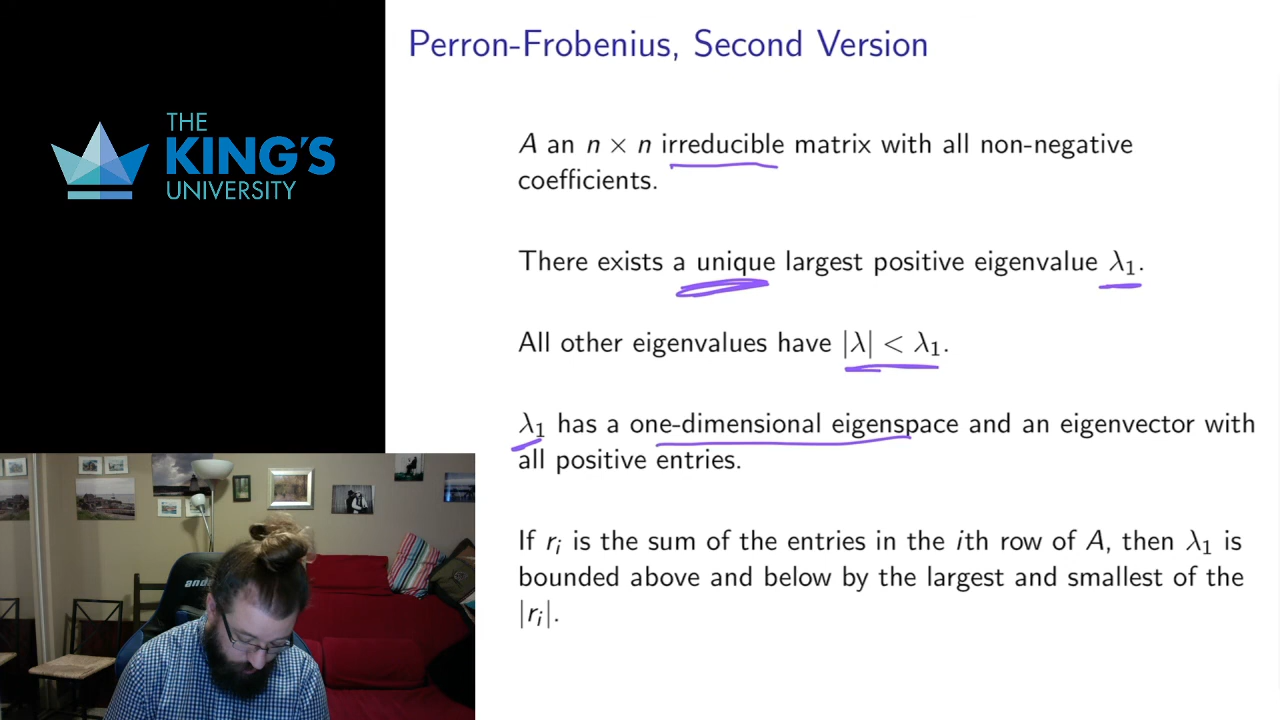 THE
KING'S
UNIVERSITY
Perron-Frobenius, Second Version
A an n × n irreducible matrix with all non-negative
coefficients.
There exists a unique largest positive eigenvalue λ₁.
All other eigenvalues have |λ| < λ₁.
λ₁ has a one-dimensional eigenspace and an eigenvector with
all positive entries.
If rᵢ is the sum of the entries in the ith row of A, then λ₁ is
bounded above and below by the largest and smallest of the
|rᵢ|.
and